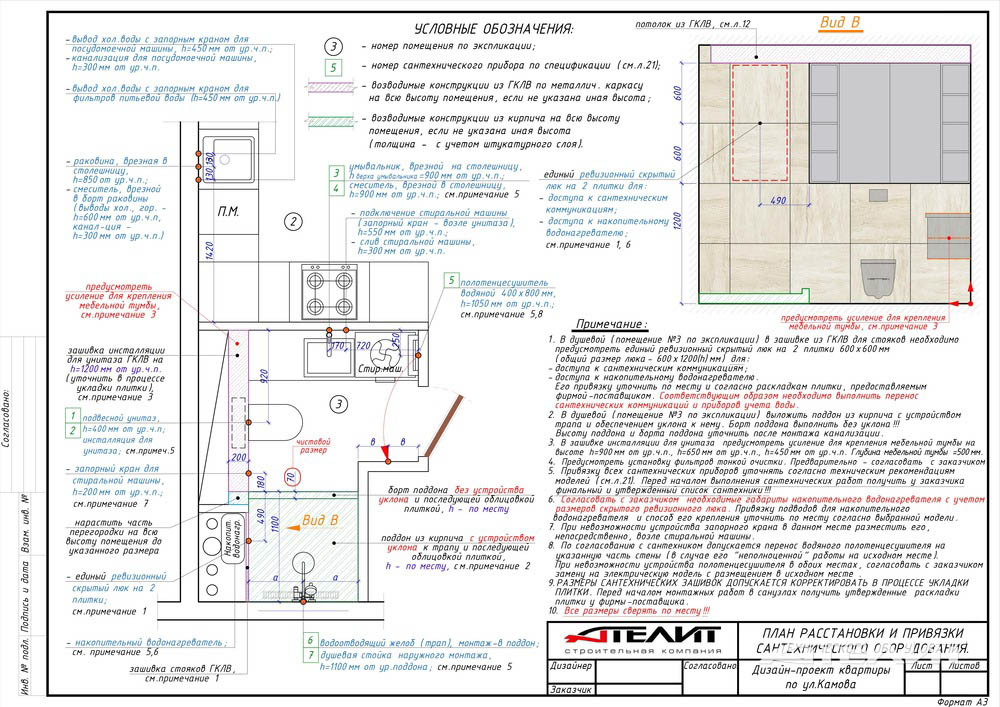 УСЛОВНЫЕ ОБОЗНАЧЕНИЯ:
3
- номер помещения по экспликации;
5
- номер сантехнического прибора по спецификации (см.л.21);
- возводимые конструкции из ГКЛВ по металлич. каркасу
на всю высоту помещения, если не указана иная высота;
- возводимые конструкции из кирпича на всю высоту
помещения, если не указана иная высота
(толщина - с учетом штукатурного слоя).
- вывод хол.воды с запорным краном для
посудомоечной машины, h=450 мм от ур.ч.п.;
- канализация для посудомоечной машины,
h=300 мм от ур.ч.п.
- вывод хол.воды с запорным краном для
фильтров питьевой воды (h=450 мм от ур.ч.п.)
- раковина, врезная в
столешницу,
h=850 от ур.ч.п.;
- смеситель, врезной
в борт раковины
(выводы хол., гор. -
h=600 мм от ур.ч.п,
канал-ция -
h=300 мм от ур.ч.п.)
130
130
П.М.
2
1420
3
4
умывальник, врезной на столешницу,
h верха умывальника =900 мм от ур.ч.п.;
смеситель, врезной в столешницу,
h=900 мм от ур.ч.п.; см.примечание 5
- подключение стиральной машины
(запорный кран - возле унитаза),
h=550 мм от ур.ч.п.;
- слив стиральной машины,
h=300 мм от ур.ч.п.
5
полотенцесушитель
водяной 400 х 800 мм,
h=1050 мм от ур.ч.п.;
см.примечание 5,8
предусмотреть
усиление для крепления
мебельной тумбы,
см.примечание 3
зашивка инсталляции
для унитаза ГКЛВ на
h=1200 мм от ур.ч.п.
(уточнить в процессе
укладки плитки),
см.примечание 3
1
2
подвесной унитаз,
h=400 мм от ур.ч.п;
инсталляция для
унитаза; см.примеч.5
- запорный кран для
стиральной машины,
h=200 мм от ур.ч.п.;
см.примечание 7
нарастить часть
перегородки на всю
высоту помещения до
указанного размера
- единый ревизионный
скрытый люк на 2
плитки;
см.примечание 1
- накопительный водонагреватель;
см. примечание 5,6
зашивка стояков ГКЛВ,
см.примечание 1
170
720
250
Стир.маш.
920
3
200
180
чистовой
размер
70
в
в
490
1100
Вид В
Накопит.
водонагр.
а
а
борт поддона без устройства
уклона и последующей облицовкой
плиткой, h - по месту
поддон из кирпича с устройством
уклона к трапу и последующей
облицовкой плиткой,
h - по месту, см.примечание 2
6
7
водоотводящий желоб (трап), монтаж-в поддон;
душевая стойка наружного монтажа,
h=1100 мм от ур.поддона; см.примечание 5
потолок из ГКЛВ, см.л.12
Вид В
600
600
1200
490
единый ревизионный скрытый
люк на 2 плитки для:
- доступа к сантехническим
коммуникациям;
- доступа к накопительному
водонагревателю;
см.примечание 1, 6
предусмотреть усиление для крепления
мебельной тумбы, см.примечание 3
Примечание:
1. В душевой (помещение №3 по экспликации) в зашивке из ГКЛВ для стояков необходимо
предусмотреть единый ревизионный скрытый люк на 2 плитки 600 х 600 мм
(общий размер люка - 600 х 1200(h) мм) для:
- доступа к сантехническим коммуникациям;
- доступа к накопительному водонагревателю.
Его привязку уточнить по месту и согласно раскладкам плитки, предоставляемым
фирмой-поставщиком. Соответствующим образом необходимо выполнить перенос
сантехнических коммуникаций и приборов учета воды.
2. В душевой (помещение №3 по экспликации) выложить поддон из кирпича с устройством
трапа и обеспечением уклона к нему. Борт поддона выполнить без уклона!!!
Высоту поддона и борта поддона уточнить после монтажа канализации.
3. В зашивке инсталляции для унитаза предусмотреть усиление для крепления мебельной тумбы на
высоте h=900 мм от ур.ч.п., h=650 мм от ур.ч.п, h=450 мм от ур.ч.п. Глубина мебельной тумбы =500 мм.
4. Предусмотреть установку фильтров тонкой очистки. Предварительно - согласовать с заказчиком
5. Привязку всех сантехнических приборов уточнять согласно техническим рекомендациям
моделей (см.л.21). Перед началом выполнения сантехнических работ получить у заказчика
финальный и утвержденный список сантехники!!!
6. Согласовать с заказчиком необходимые габариты накопительного водонагревателя с учетом
размеров скрытого ревизионного люка. Привязку подводов для накопительного
водонагревателя и способ его крепления уточнить по месту согласно выбранной модели.
7. При невозможности устройства запорного крана в данном месте разместить его,
непосредственно, возле стиральной машины.
8. По согласованию с сантехником допускается перенос водяного полотенцесушителя на
указанную часть стены (в случае его "неполноценной" работы на исходном месте).
При невозможности устройства полотенцесушителя в обоих местах, согласовать с заказчиком
замену на электрическую модель с размещением в исходном месте .
9.РАЗМЕРЫ САНТЕХНИЧЕСКИХ ЗАШИВОК ДОПУСКАЕТСЯ КОРРЕКТИРОВАТЬ В ПРОЦЕССЕ УКЛАДКИ
ПЛИТКИ. Перед началом монтажных работ в санузлах получить утвержденные раскладки
плитки у фирмы-поставщика.
10. Все размеры сверять по месту!!!
АТЕЛИТ
строительная компания
Дизайнер
Заказчик
Согласовано
ПЛАН РАССТАНОВКИ И ПРИВЯЗКИ
САНТЕХНИЧЕСКОГО ОБОРУДОВАНИЯ.
Дизайн-проект квартиры
по ул.Камова
Лист
Листов
Формат А3
Согласовано:
Взам. инв. №
Подпись и дата
Инв. № подл.